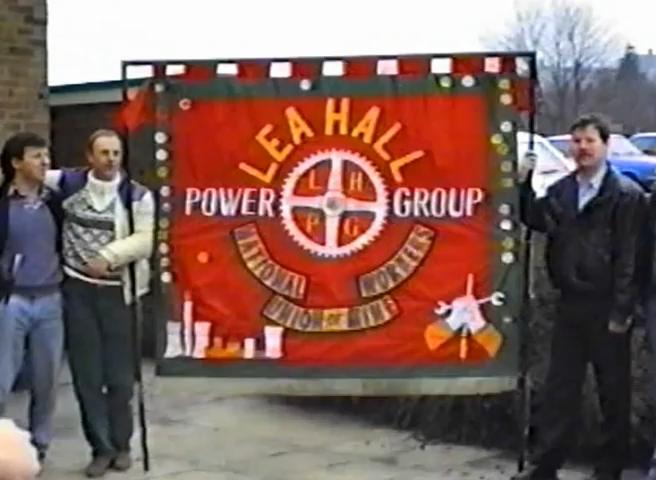 LEA HALL
POWER GROUP
L H
P G
NATIONAL
UNION OF MINE
WORKERS